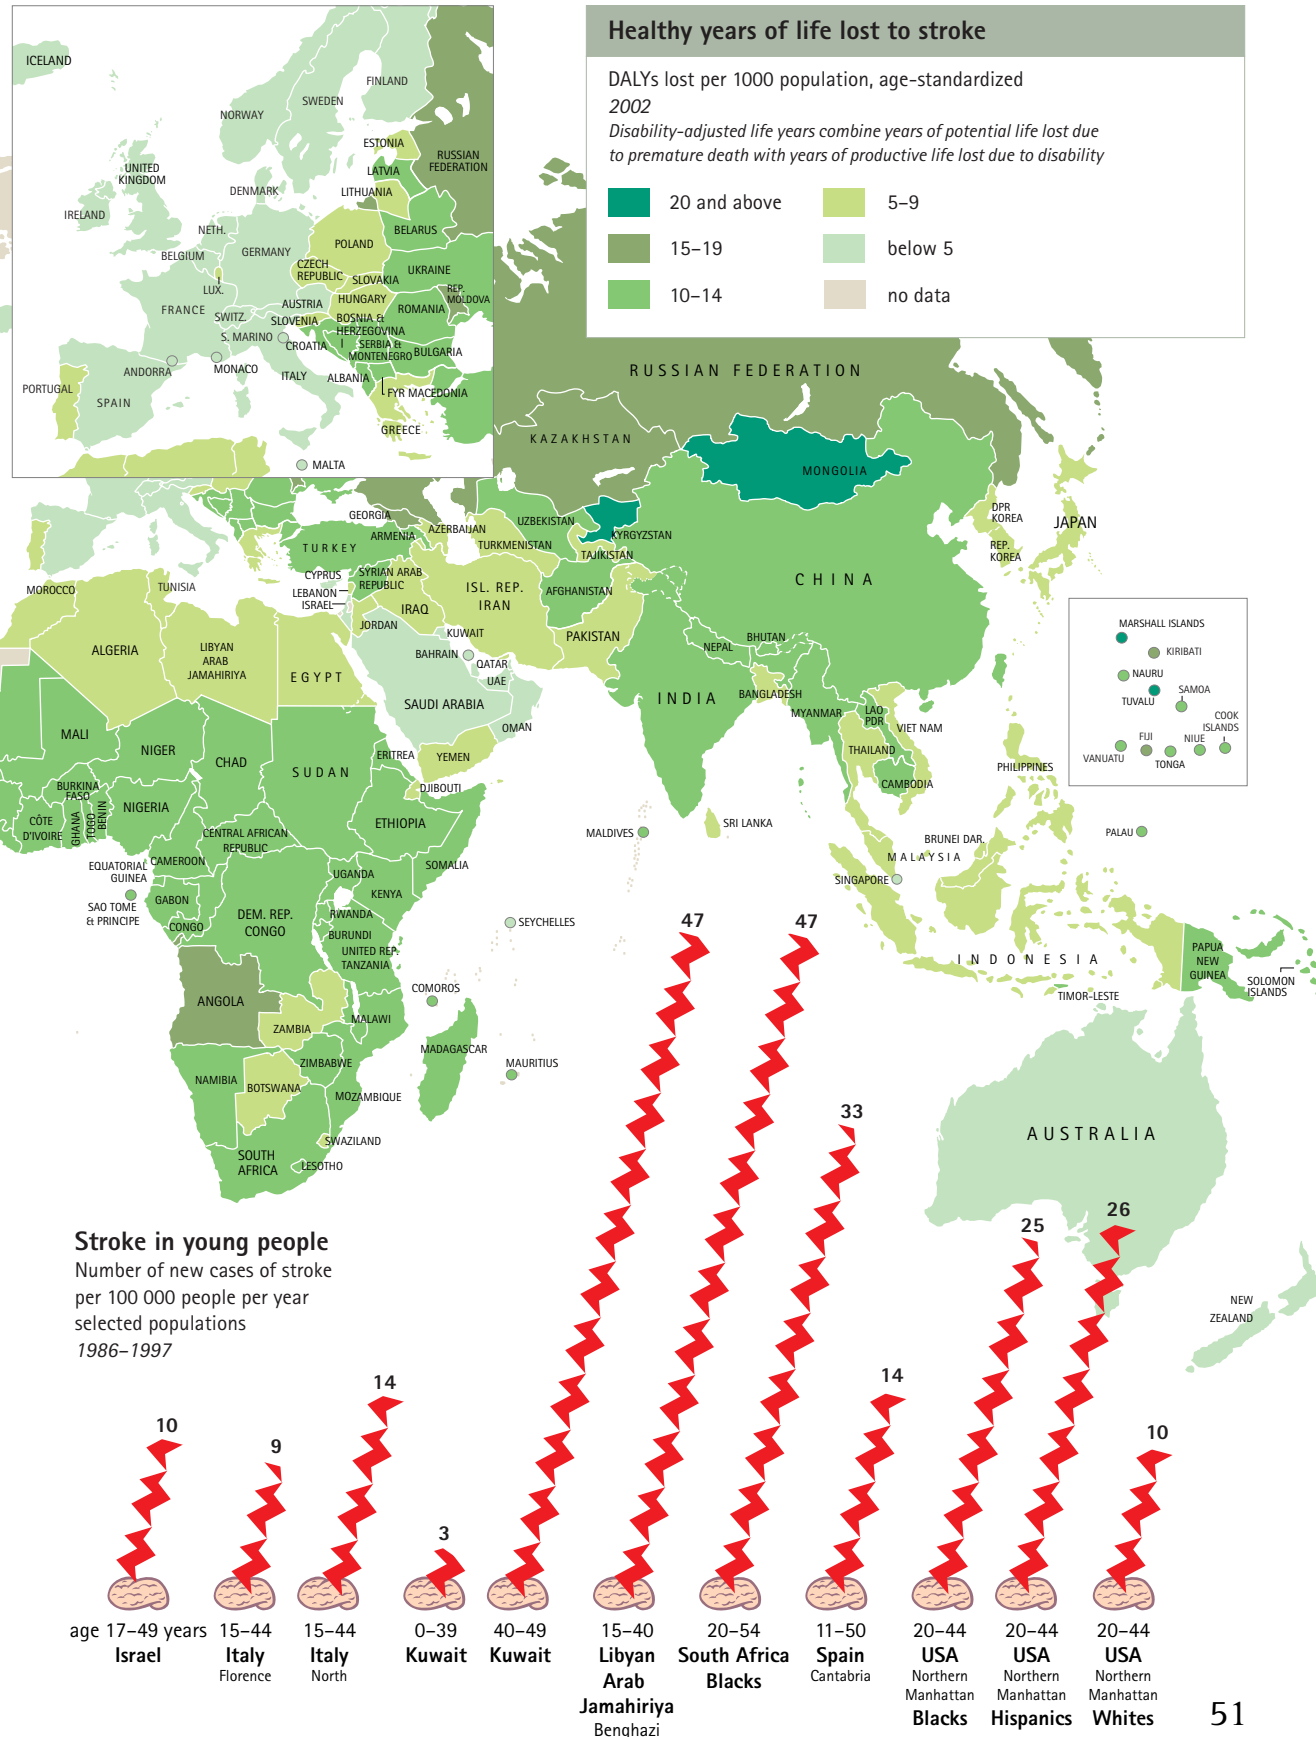 Healthy years of life lost to stroke
DALYs lost per 1000 population, age-standardized
2002
Disability-adjusted life years combine years of potential life lost due
to premature death with years of productive life lost due to disability
20 and above
15–19
10–14
5–9
below 5
no data
ICELAND
FINLAND
SWEDEN
NORWAY
ESTONIA
RUSSIAN
FEDERATION
LATVIA
UNITED
KINGDOM
DENMARK
LITHUANIA
IRELAND
NETH.
BELARUS
POLAND
BELGIUM
GERMANY
CZECH
REPUBLIC
UKRAINE
SLOVAKIA
LUX.
REP.
MOLDOVA
AUSTRIA
HUNGARY
FRANCE
SWITZ.
SLOVENIA
ROMANIA
BOSNIA &
HERZEGOVINA
S. MARINO
CROATIA
SERBIA &
MONTENEGRO
BULGARIA
ANDORRA
MONACO
ITALY
ALBANIA
PORTUGAL
SPAIN
FYR MACEDONIA
GREECE
MALTA
RUSSIAN FEDERATION
KAZAKHSTAN
MONGOLIA
GEORGIA
UZBEKISTAN
AZERBAIJAN
ARMENIA
KYRGYZSTAN
TURKEY
TURKMENISTAN
TAJIKISTAN
DPR
KOREA
JAPAN
REP.
KOREA
CHINA
MOROCCO
TUNISIA
CYPRUS
SYRIAN ARAB
REPUBLIC
LEBANON
ISRAEL
ISL. REP.
IRAN
AFGHANISTAN
IRAQ
JORDAN
KUWAIT
PAKISTAN
ALGERIA
LIBYAN
ARAB
JAMAHIRIYA
EGYPT
BAHRAIN
QATAR
UAE
SAUDI ARABIA
OMAN
NEPAL
BHUTAN
INDIA
BANGLADESH
MYANMAR
LAO
PDR
VIET NAM
THAILAND
CAMBODIA
PHILIPPINES
MARSHALL ISLANDS
KIRIBATI
NAURU
TUVALU
SAMOA
COOK
ISLANDS
FIJI
NIUE
VANUATU
TONGA
MALI
NIGER
CHAD
SUDAN
ERITREA
YEMEN
DJIBOUTI
BURKINA
FASO
NIGERIA
CÔTE
D'IVOIRE
GHANA
TOGO
BENIN
CENTRAL AFRICAN
REPUBLIC
ETHIOPIA
MALDIVES
SRI LANKA
BRUNEI DAR.
MALAYSIA
SINGAPORE
PALAU
EQUATORIAL
GUINEA
CAMEROON
SOMALIA
UGANDA
KENYA
SAO TOME
& PRINCIPE
GABON
CONGO
DEM. REP.
CONGO
RWANDA
BURUNDI
UNITED REP.
TANZANIA
SEYCHELLES
INDONESIA
PAPUA
NEW
GUINEA
SOLOMON
ISLANDS
TIMOR-LESTE
ANGOLA
COMOROS
ZAMBIA
MALAWI
MADAGASCAR
ZIMBABWE
MAURITIUS
NAMIBIA
BOTSWANA
MOZAMBIQUE
SWAZILAND
SOUTH
AFRICA
LESOTHO
AUSTRALIA
NEW
ZEALAND
Stroke in young people
Number of new cases of stroke
per 100 000 people per year
selected populations
1986–1997
10
9
14
3
47
47
33
14
25
26
10
age 17–49 years
Israel
15–44
Italy
Florence
15–44
Italy
North
0–39
Kuwait
40–49
Kuwait
15–40
Libyan
Arab
Jamahiriya
Benghazi
20–54
South Africa
Blacks
11–50
Spain
Cantabria
20–44
USA
Northern
Manhattan
Blacks
20–44
USA
Northern
Manhattan
Hispanics
20–44
USA
Northern
Manhattan
Whites
51